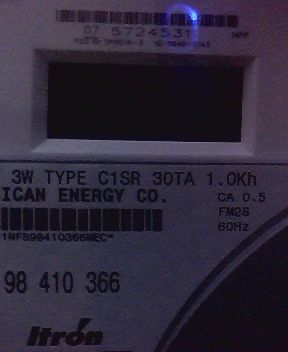 07 5724531
3W TYPE C1SR 30TA 1.0Kh
ICAN ENERGY CO.
CA 0.5
FM2S
60Hz
1NFS98410366MEC*
98 410 366
Itrón